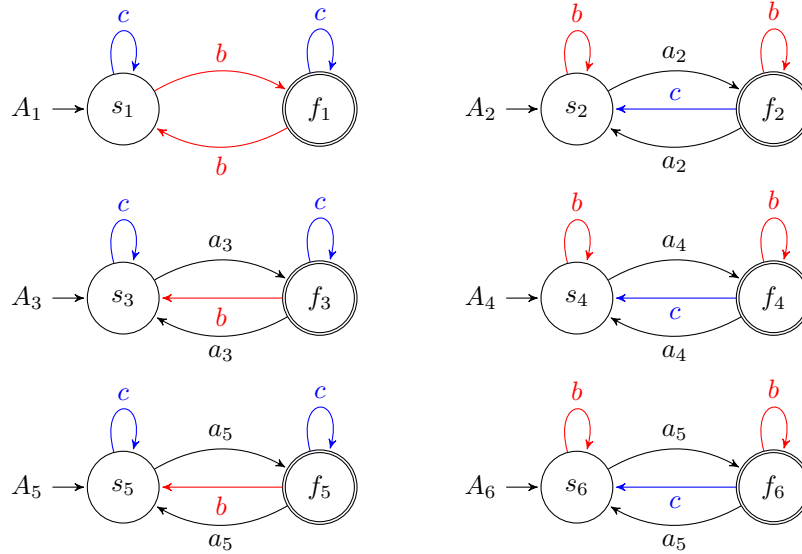 c b c
A₁ s₁ f₁
b
b a₂ b
A₂ s₂ c f₂
a₂
c a₃ c
A₃ s₃ f₃
b
a₃
b a₄ b
A₄ s₄ f₄
c
a₄
c a₅ c
A₅ s₅ f₅
b
a₅
b a₅ b
A₆ s₆ f₆
c
a₅